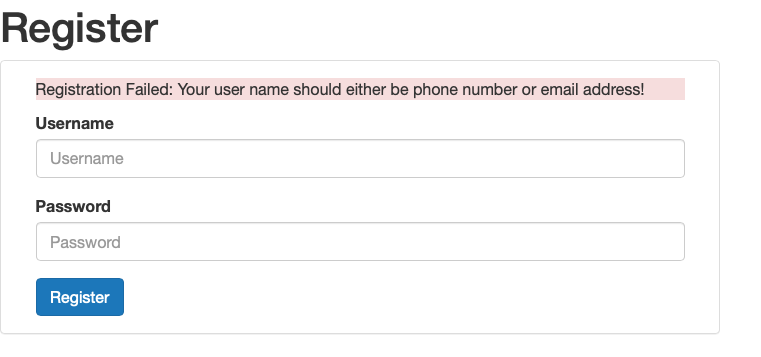 Register
Registration Failed: Your user name should either be phone number or email address!
Username
Username
Password
Password
Register